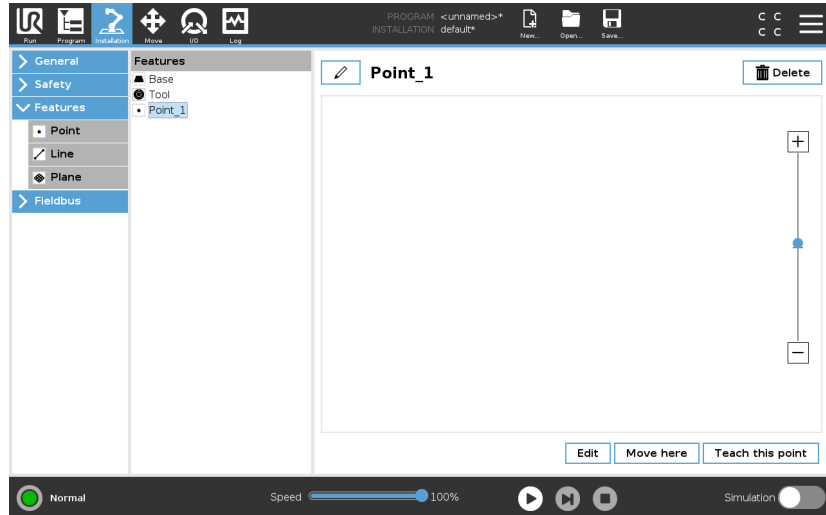 UR
Run
Program
Installation
Move
I/O
Log
PROGRAM <unnamed>*
INSTALLATION default*
New...
Open...
Save...
C C
C C
General
Safety
Features
Point
Line
Plane
Fieldbus
Features
Base
Tool
Point_1
Point_1
Delete
Edit
Move here
Teach this point
Normal
Speed
100%
Simulation